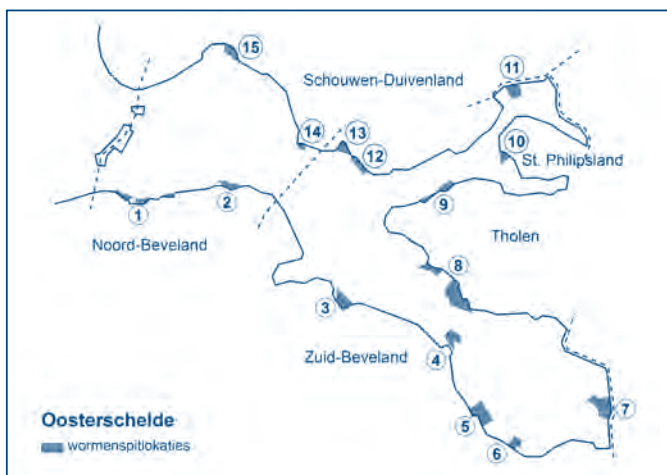 15
Schouwen-Duivenland
11
14
13
12
10
St. Philipsland
1
2
9
Noord-Beveland
Tholen
8
3
Zuid-Beveland
4
Oosterschelde
wormenspitlokaties
5
6
7